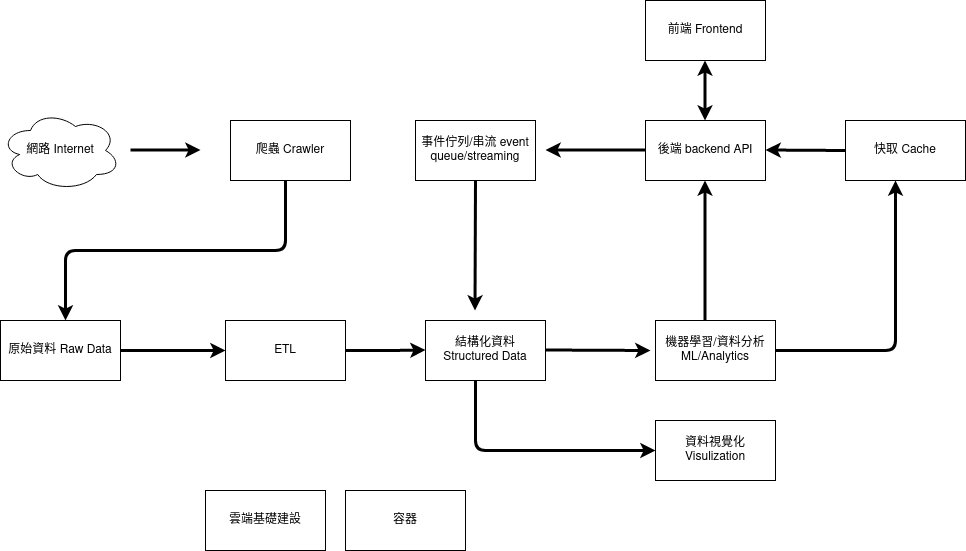 前端 Frontend
網路 Internet
爬蟲 Crawler
事件佇列/串流 event
queue/streaming
後端 backend API
快取 Cache
原始資料 Raw Data
ETL
結構化資料
Structured Data
機器學習/資料分析
ML/Analytics
資料視覺化
Visulization
雲端基礎建設
容器